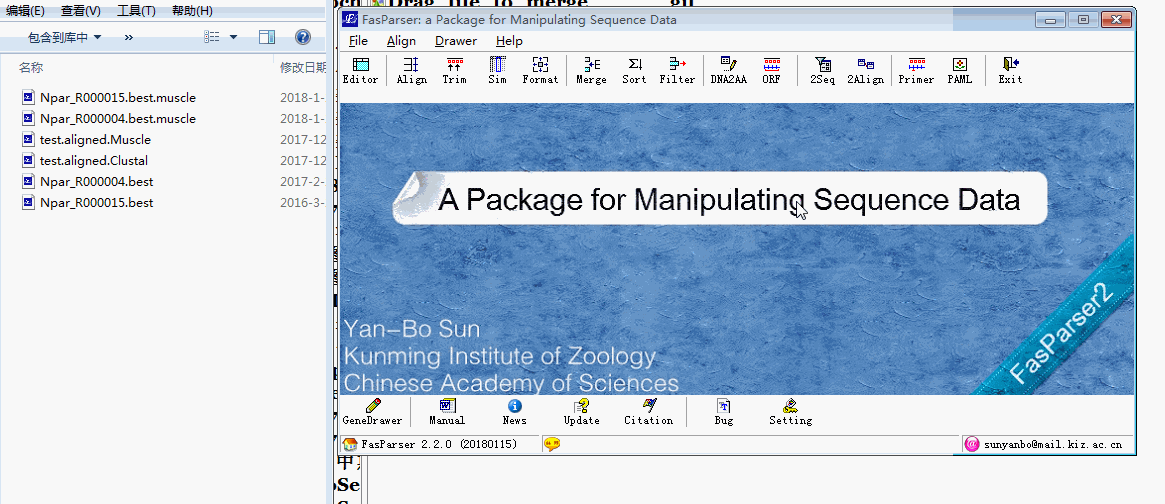 编辑(E) 查看(V) 工具(T) 帮助(H)
包含到库中 »
名称 修改日期
Npar_R000015.best.muscle 2018-1-
Npar_R000004.best.muscle 2018-1-
test.aligned.Muscle 2017-12
test.aligned.Clustal 2017-12
Npar_R000004.best 2017-2-
Npar_R000015.best 2016-3-
Drag file to merge gif
FasParser: a Package for Manipulating Sequence Data
File Align Drawer Help
Editor Align Trim Sim Format Merge Sort Filter DNA2AA ORF 2Seq 2Align Primer PAML Exit
A Package for Manipulating Sequence Data
Yan-Bo Sun
Kunming Institute of Zoology
Chinese Academy of Sciences
FasParser2
GeneDrawer Manual News Update Citation Bug Setting
FasParser 2.2.0 (20180115) sunyanbo@mail.kiz.ac.cn